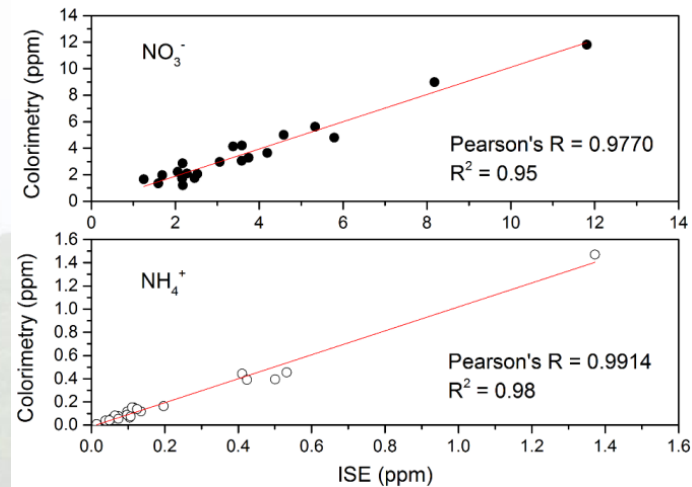 14
12
10
8
6
4
2
0
Colorimetry (ppm)
NO₃⁻
Pearson's R = 0.9770
R² = 0.95
0 2 4 6 8 10 12 14
1.6
1.4
1.2
1.0
0.8
0.6
0.4
0.2
0.0
Colorimetry (ppm)
NH₄⁺
Pearson's R = 0.9914
R² = 0.98
0.0 0.2 0.4 0.6 0.8 1.0 1.2 1.4 1.6
ISE (ppm)